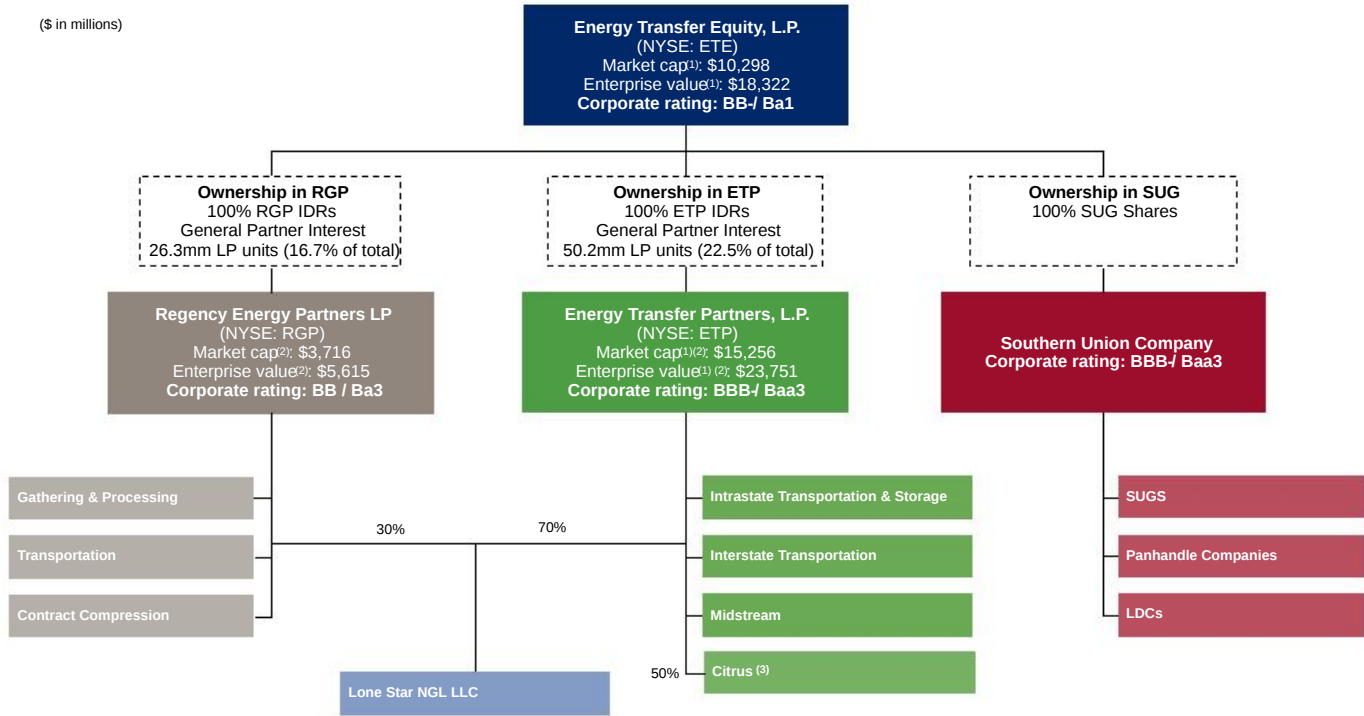 ($ in millions)
Energy Transfer Equity, L.P.
(NYSE: ETE)
Market cap(1): $10,298
Enterprise value(1): $18,322
Corporate rating: BB-/ Ba1
Ownership in RGP
100% RGP IDRs
General Partner Interest
26.3mm LP units (16.7% of total)
Ownership in ETP
100% ETP IDRs
General Partner Interest
50.2mm LP units (22.5% of total)
Ownership in SUG
100% SUG Shares
Regency Energy Partners LP
(NYSE: RGP)
Market cap(2): $3,716
Enterprise value(2): $5,615
Corporate rating: BB / Ba3
Energy Transfer Partners, L.P.
(NYSE: ETP)
Market cap(1)(2): $15,256
Enterprise value(1) (2): $23,751
Corporate rating: BBB-/ Baa3
Southern Union Company
Corporate rating: BBB-/ Baa3
Gathering & Processing
Transportation
Contract Compression
30%
70%
Lone Star NGL LLC
Intrastate Transportation & Storage
Interstate Transportation
Midstream
50%
Citrus (3)
SUGS
Panhandle Companies
LDCs